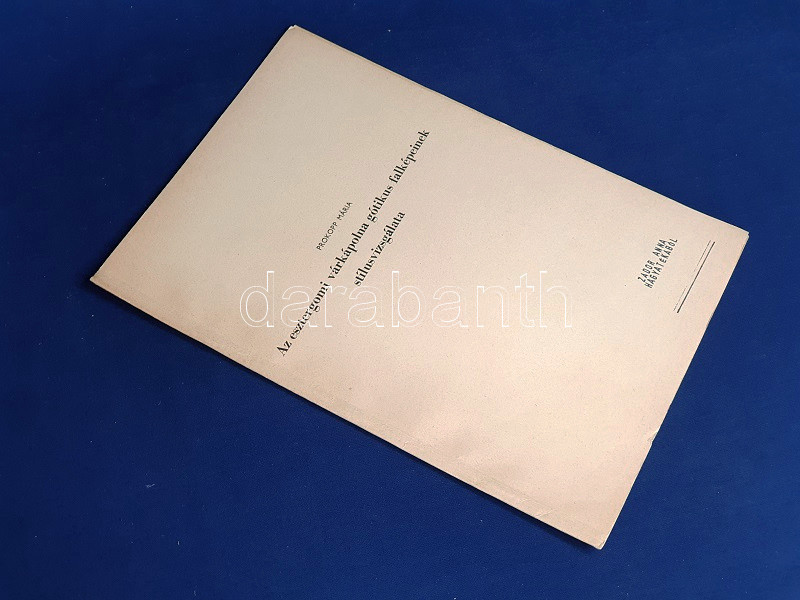 PROKOPP MÁRIA
Az esztergomi várkápolna gótikus falképeinek
stílusvizsgálata
ZÁDOR ANNA
HAGYATÉKÁBÓL
darabanth